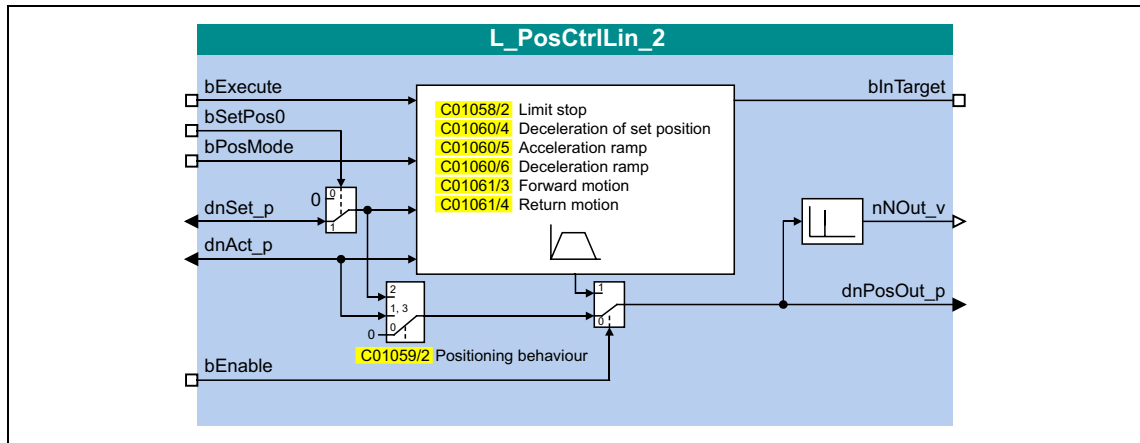 L_PosCtrlLin_2
bExecute
bInTarget
C01058/2 Limit stop
bSetPos0
C01060/4 Deceleration of set position
C01060/5 Acceleration ramp
bPosMode
C01060/6 Deceleration ramp
C01061/3 Forward motion
0
0
C01061/4 Return motion
dnSet_p
1
nNOut_v
dnAct_p
2
1
dnPosOut_p
1, 3
0
0
0
C01059/2 Positioning behaviour
bEnable